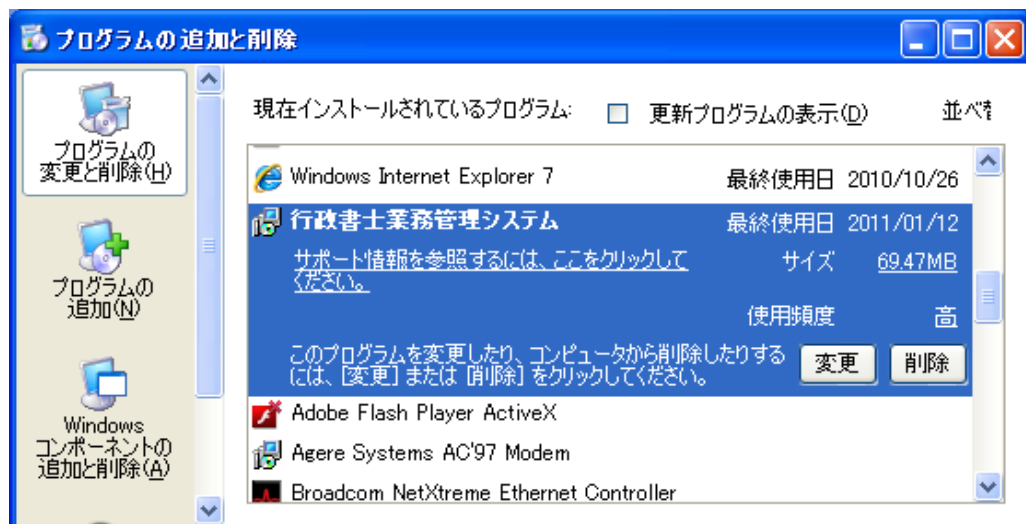 プログラムの追加と削除
プログラムの
変更と削除(H)
プログラムの
追加(N)
Windows
コンポーネントの
追加と削除(A)
現在インストールされているプログラム: 更新プログラムの表示(D) 並べ
Windows Internet Explorer 7 最終使用日 2010/10/26
行政書士業務管理システム 最終使用日 2011/01/12
サポート情報を参照するには、ここをクリックして
ください。 サイズ 69.47MB
使用頻度 高
このプログラムを変更したり、コンピュータから削除したりする
には、[変更] または [削除] をクリックしてください。 変更 削除
Adobe Flash Player ActiveX
Agere Systems AC'97 Modem
Broadcom NetXtreme Ethernet Controller